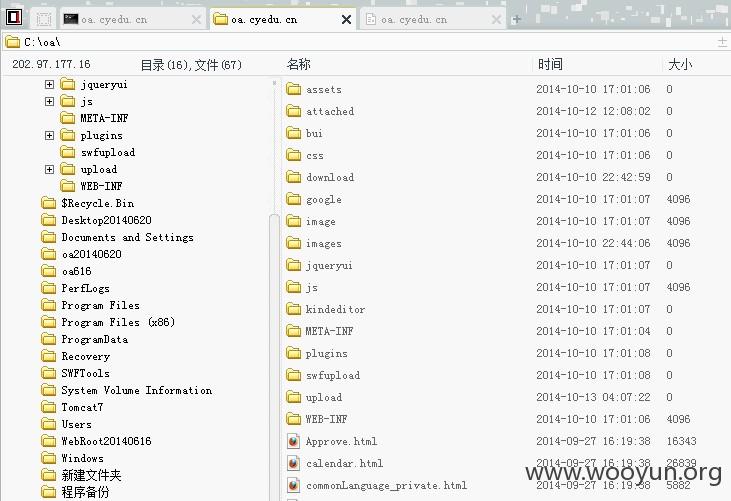 oa.cyedu.cn
oa.cyedu.cn
oa.cyedu.cn
C:\oa\
202.97.177.16
目录(16),文件(67)
jqueryui
js
META-INF
plugins
swfupload
upload
WEB-INF
$Recycle.Bin
Desktop20140620
Documents and Settings
oa20140620
oa616
PerfLogs
Program Files
Program Files (x86)
ProgramData
Recovery
SWFTools
System Volume Information
Tomcat7
Users
WebRoot20140616
Windows
新建文件夹
程序备份
名称 时间 大小
assets 2014-10-10 17:01:06 0
attached 2014-10-12 12:08:02 0
bui 2014-10-10 17:01:06 0
css 2014-10-10 17:01:06 0
download 2014-10-10 22:42:59 0
google 2014-10-10 17:01:07 4096
image 2014-10-10 17:01:07 4096
images 2014-10-10 22:44:06 4096
jqueryui 2014-10-10 17:01:07 0
js 2014-10-10 17:01:07 4096
kindeditor 2014-10-10 17:01:07 0
META-INF 2014-10-10 17:01:04 0
plugins 2014-10-10 17:01:08 0
swfupload 2014-10-10 17:01:08 0
upload 2014-10-13 04:07:22 0
WEB-INF 2014-10-10 17:01:06 4096
Approve.html 2014-09-27 16:19:38 16343
calendar.html 2014-09-27 16:19:38 26839
commonLanguage_private.html 2014-09-27 16:19:38 5882
www.wooyun.org